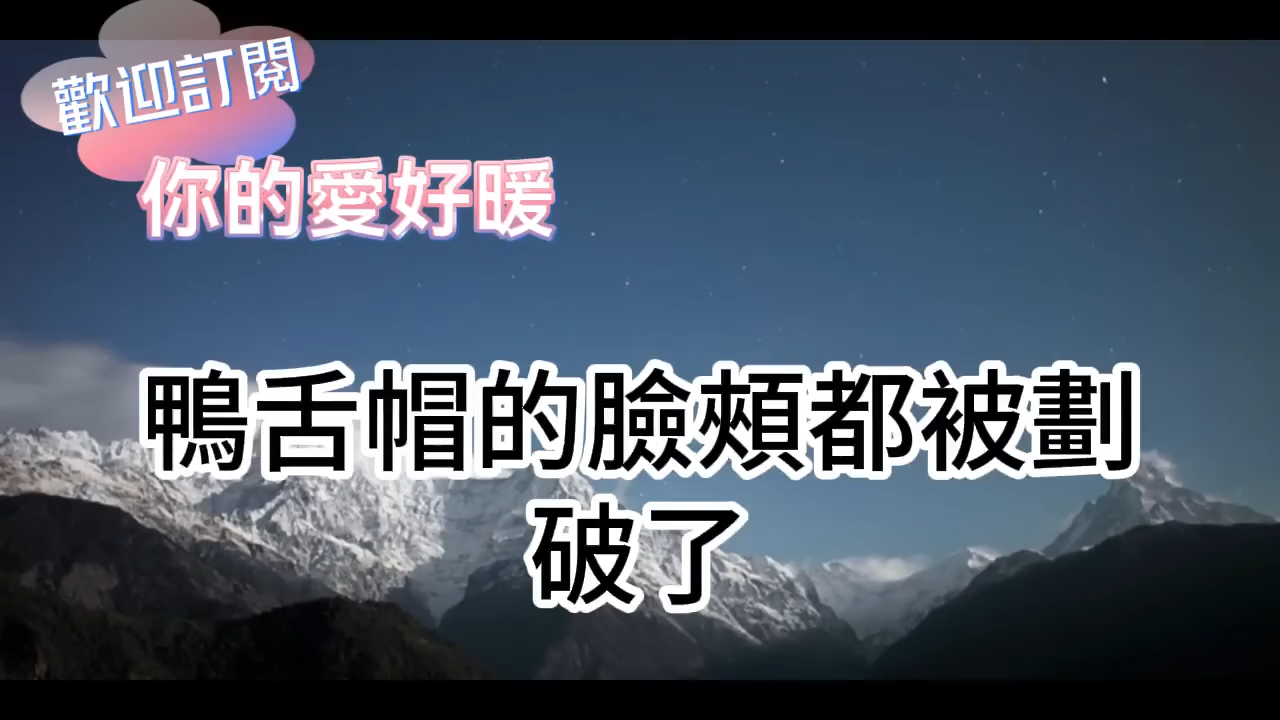 歡迎訂閱
你的愛好暖
鴨舌帽的臉頰都被劃
破了